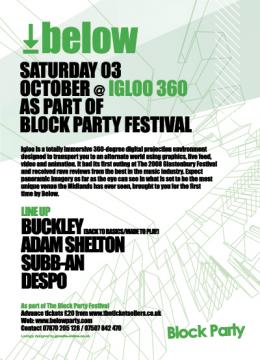 below
SATURDAY 03
OCTOBER @ IGLOO 360
AS PART OF
BLOCK PARTY FESTIVAL
Igloo is a totally immersive 360-degree digital projection environment
designed to transport you to an alternate world using graphics, live feed,
video and animation. It had its first outing at The 2008 Glastonbury Festival
and received rave reviews from the best in the music industry. Expect
panoramic imagery as far as the eye can see in what is set to be the most
unique venue the Midlands has ever seen, brought to you for the first
time by Below.
LINE UP
BUCKLEY (BACK TO BASICS/MADE TO PLAY)
ADAM SHELTON
SUBB-AN
DESPO
As part of The Block Party Festival
Advance tickets £20 from www.theticketsellers.co.uk
Web: www.belowparty.com
Contact 07870 205 128 / 07507 842 470
Block Party